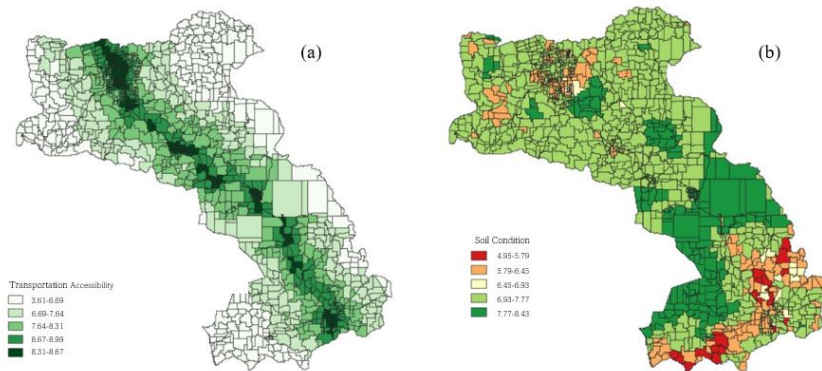 (a)
Transportation Accessibility
3.61-6.69
6.69-7.64
7.64-8.31
8.67-8.99
8.31-8.67
(b)
Soil Condition
4.95-5.79
5.79-6.45
6.45-6.93
6.93-7.77
7.77-8.43